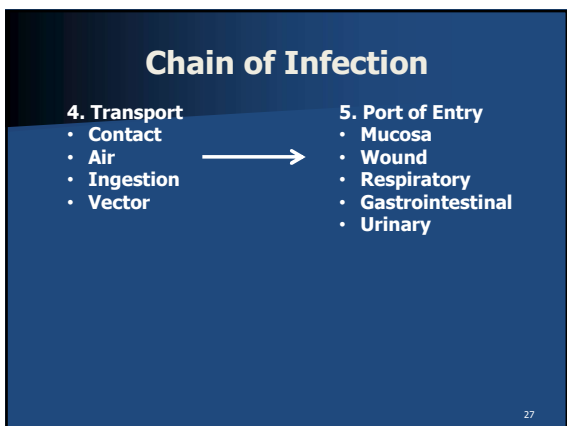 Chain of Infection
4. Transport
• Contact
• Air
• Ingestion
• Vector
5. Port of Entry
• Mucosa
• Wound
• Respiratory
• Gastrointestinal
• Urinary
27